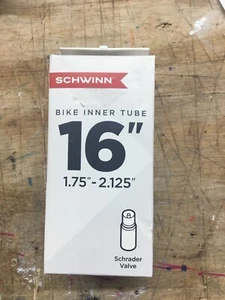 SCHWINN
BIKE INNER TUBE
16"
1.75"-2.125"
Schrader
Valve